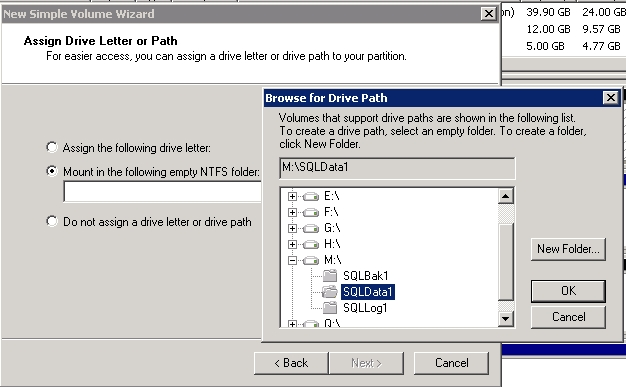 New Simple Volume Wizard
on) 39.90 GB 24.00 GB
12.00 GB 9.57 GB
5.00 GB 4.77 GB
Assign Drive Letter or Path
For easier access, you can assign a drive letter or drive path to your partition.
Assign the following drive letter:
Mount in the following empty NTFS folder:
Do not assign a drive letter or drive path
Browse for Drive Path
Volumes that support drive paths are shown in the following list.
To create a drive path, select an empty folder. To create a folder,
click New Folder.
M:\SQLData1
E:\
F:\
G:\
H:\
M:\
SQLBak1
SQLData1
SQLLog1
Q:\
New Folder...
OK
Cancel
< Back
Next >
Cancel